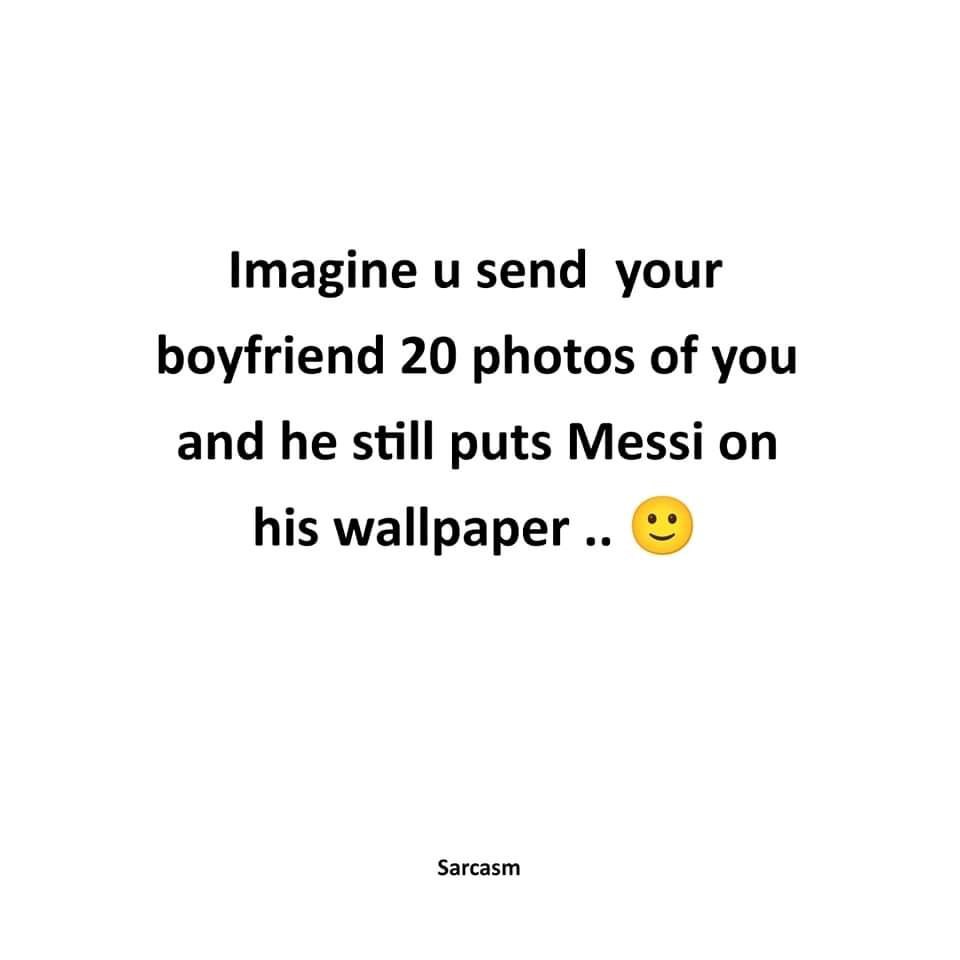 Imagine u send  your
boyfriend 20 photos of you
and he still puts Messi on
his wallpaper .. 🙂
Sarcasm